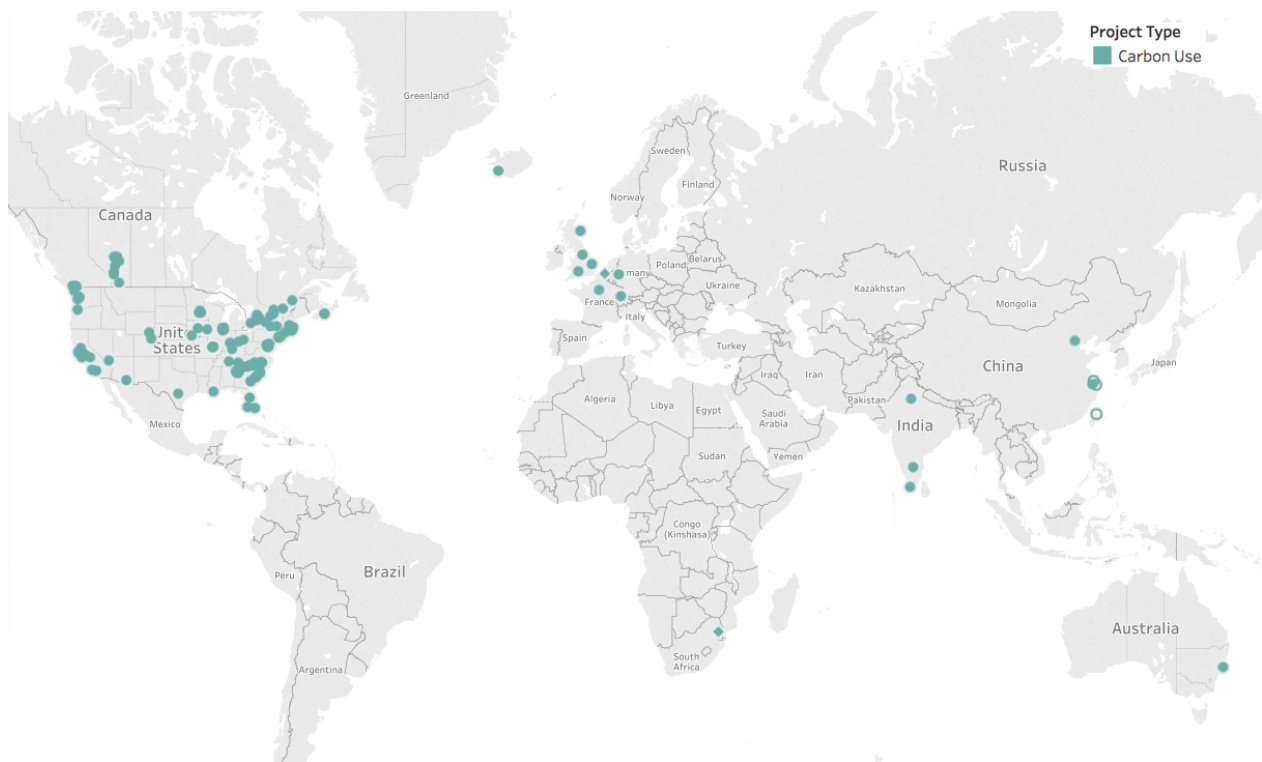 Project Type
Carbon Use
Greenland
Russia
Sweden
Finland
Norway
Canada
Poland
Belarus
Germany
Ukraine
Kazakhstan
Mongolia
France
Italy
United
States
Spain
Turkey
China
Japan
Iraq
Iran
Algeria
Libya
Egypt
Pakistan
Saudi
Arabia
India
Mexico
Sudan
Yemen
Congo
(Kinshasa)
Peru
Brazil
Australia
South
Africa
Argentina